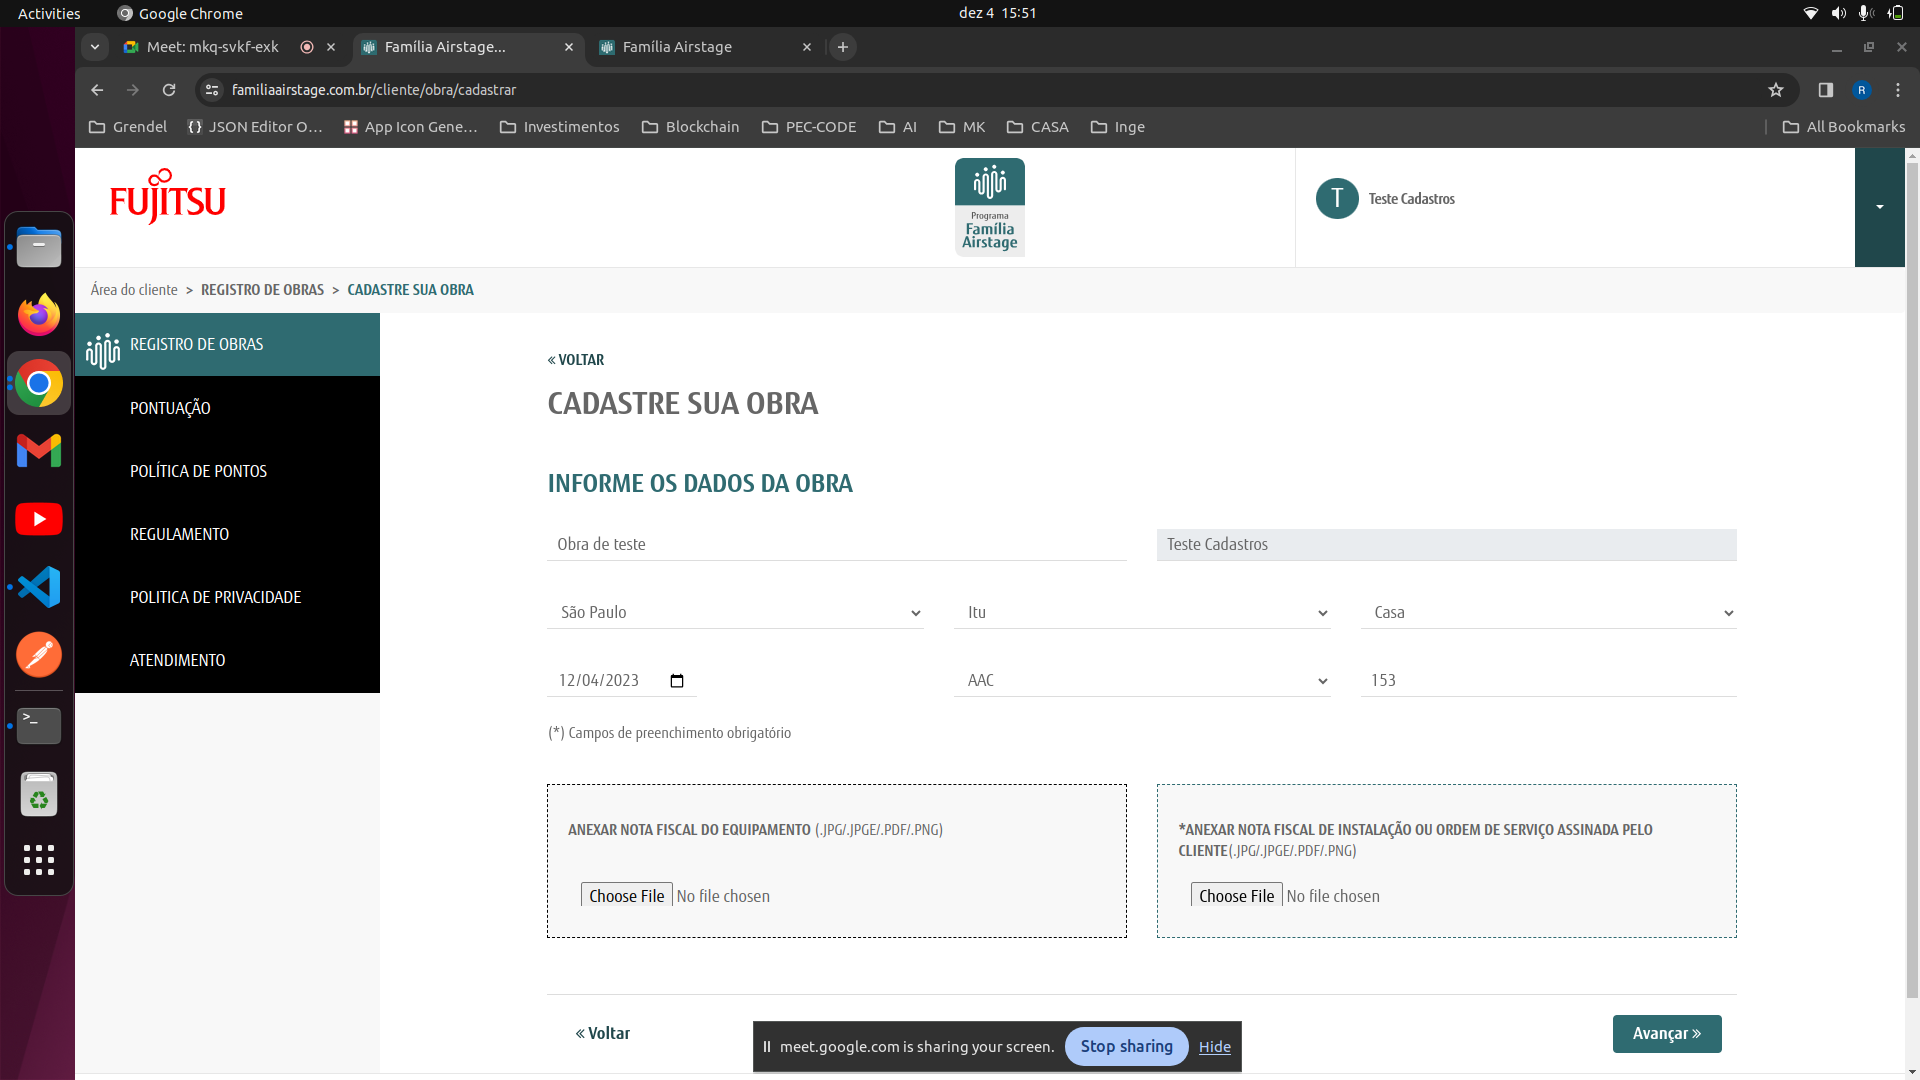 Activities
Google Chrome
dez 4 15:51
Meet: mkq-svkf-exk
Família Airstage...
Família Airstage
familiaairstage.com.br/cliente/obra/cadastrar
R
Grendel
JSON Editor O...
App Icon Gene...
Investimentos
Blockchain
PEC-CODE
AI
MK
CASA
Inge
All Bookmarks
FUJITSU
Programa
Família
Airstage
T
Teste Cadastros
Área do cliente > REGISTRO DE OBRAS > CADASTRE SUA OBRA
REGISTRO DE OBRAS
PONTUAÇÃO
POLÍTICA DE PONTOS
REGULAMENTO
POLITICA DE PRIVACIDADE
ATENDIMENTO
« VOLTAR
CADASTRE SUA OBRA
INFORME OS DADOS DA OBRA
Obra de teste
Teste Cadastros
São Paulo
Itu
Casa
12/04/2023
AAC
153
(*) Campos de preenchimento obrigatório
ANEXAR NOTA FISCAL DO EQUIPAMENTO (.JPG/.JPGE/.PDF/.PNG)
Choose File No file chosen
*ANEXAR NOTA FISCAL DE INSTALAÇÃO OU ORDEM DE SERVIÇO ASSINADA PELO
CLIENTE(.JPG/.JPGE/.PDF/.PNG)
Choose File No file chosen
« Voltar
Avançar »
meet.google.com is sharing your screen.
Stop sharing
Hide